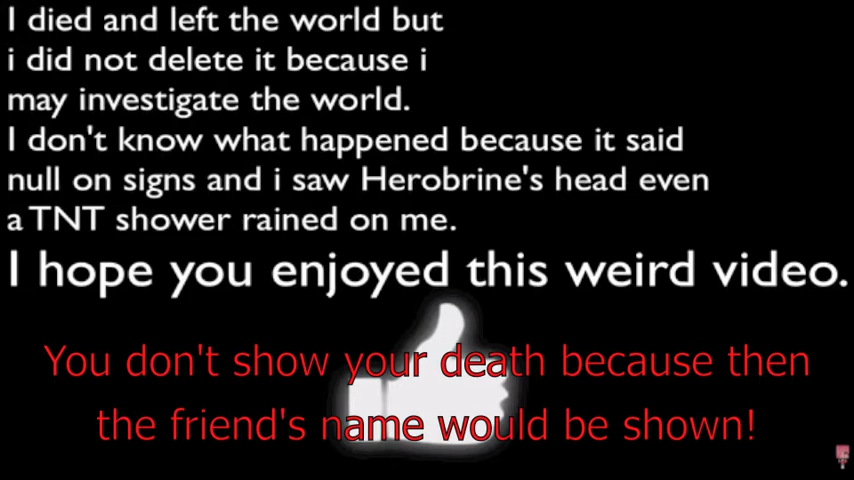 I died and left the world but
i did not delete it because i
may investigate the world.
I don't know what happened because it said
null on signs and i saw Herobrine's head even
a TNT shower rained on me.
I hope you enjoyed this weird video.
You don't show your death because then
the friend's name would be shown!